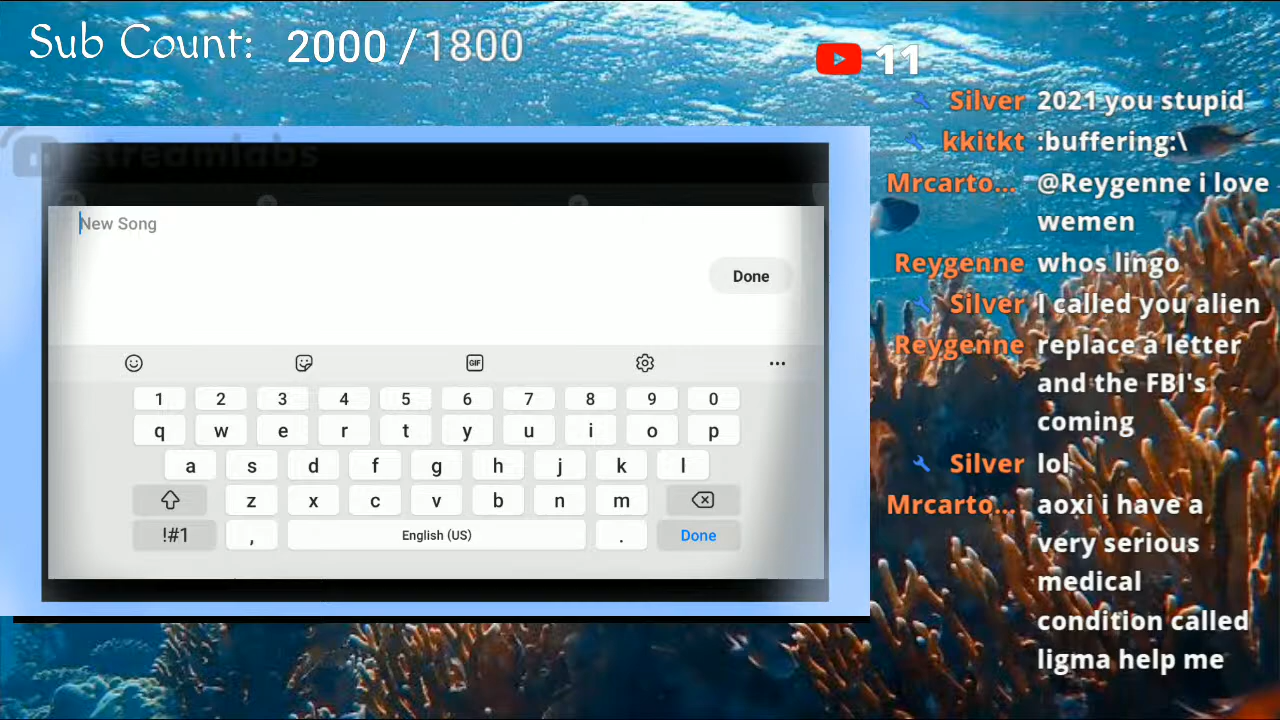 Sub Count: 2000 / 1800
11
Silver 2021 you stupid
kkitkt :buffering:\
Mrcarto... @Reygenne i love
wemen
Reygenne whos lingo
Silver I called you alien
Reygenne replace a letter
and the FBI's
coming
Silver lol
Mrcarto... aoxi i have a
very serious
medical
condition called
ligma help me
streamlabs
New Song
Done
GIF
1 2 3 4 5 6 7 8 9 0
q w e r t y u i o p
a s d f g h j k l
z x c v b n m
!#1 , English (US) . Done